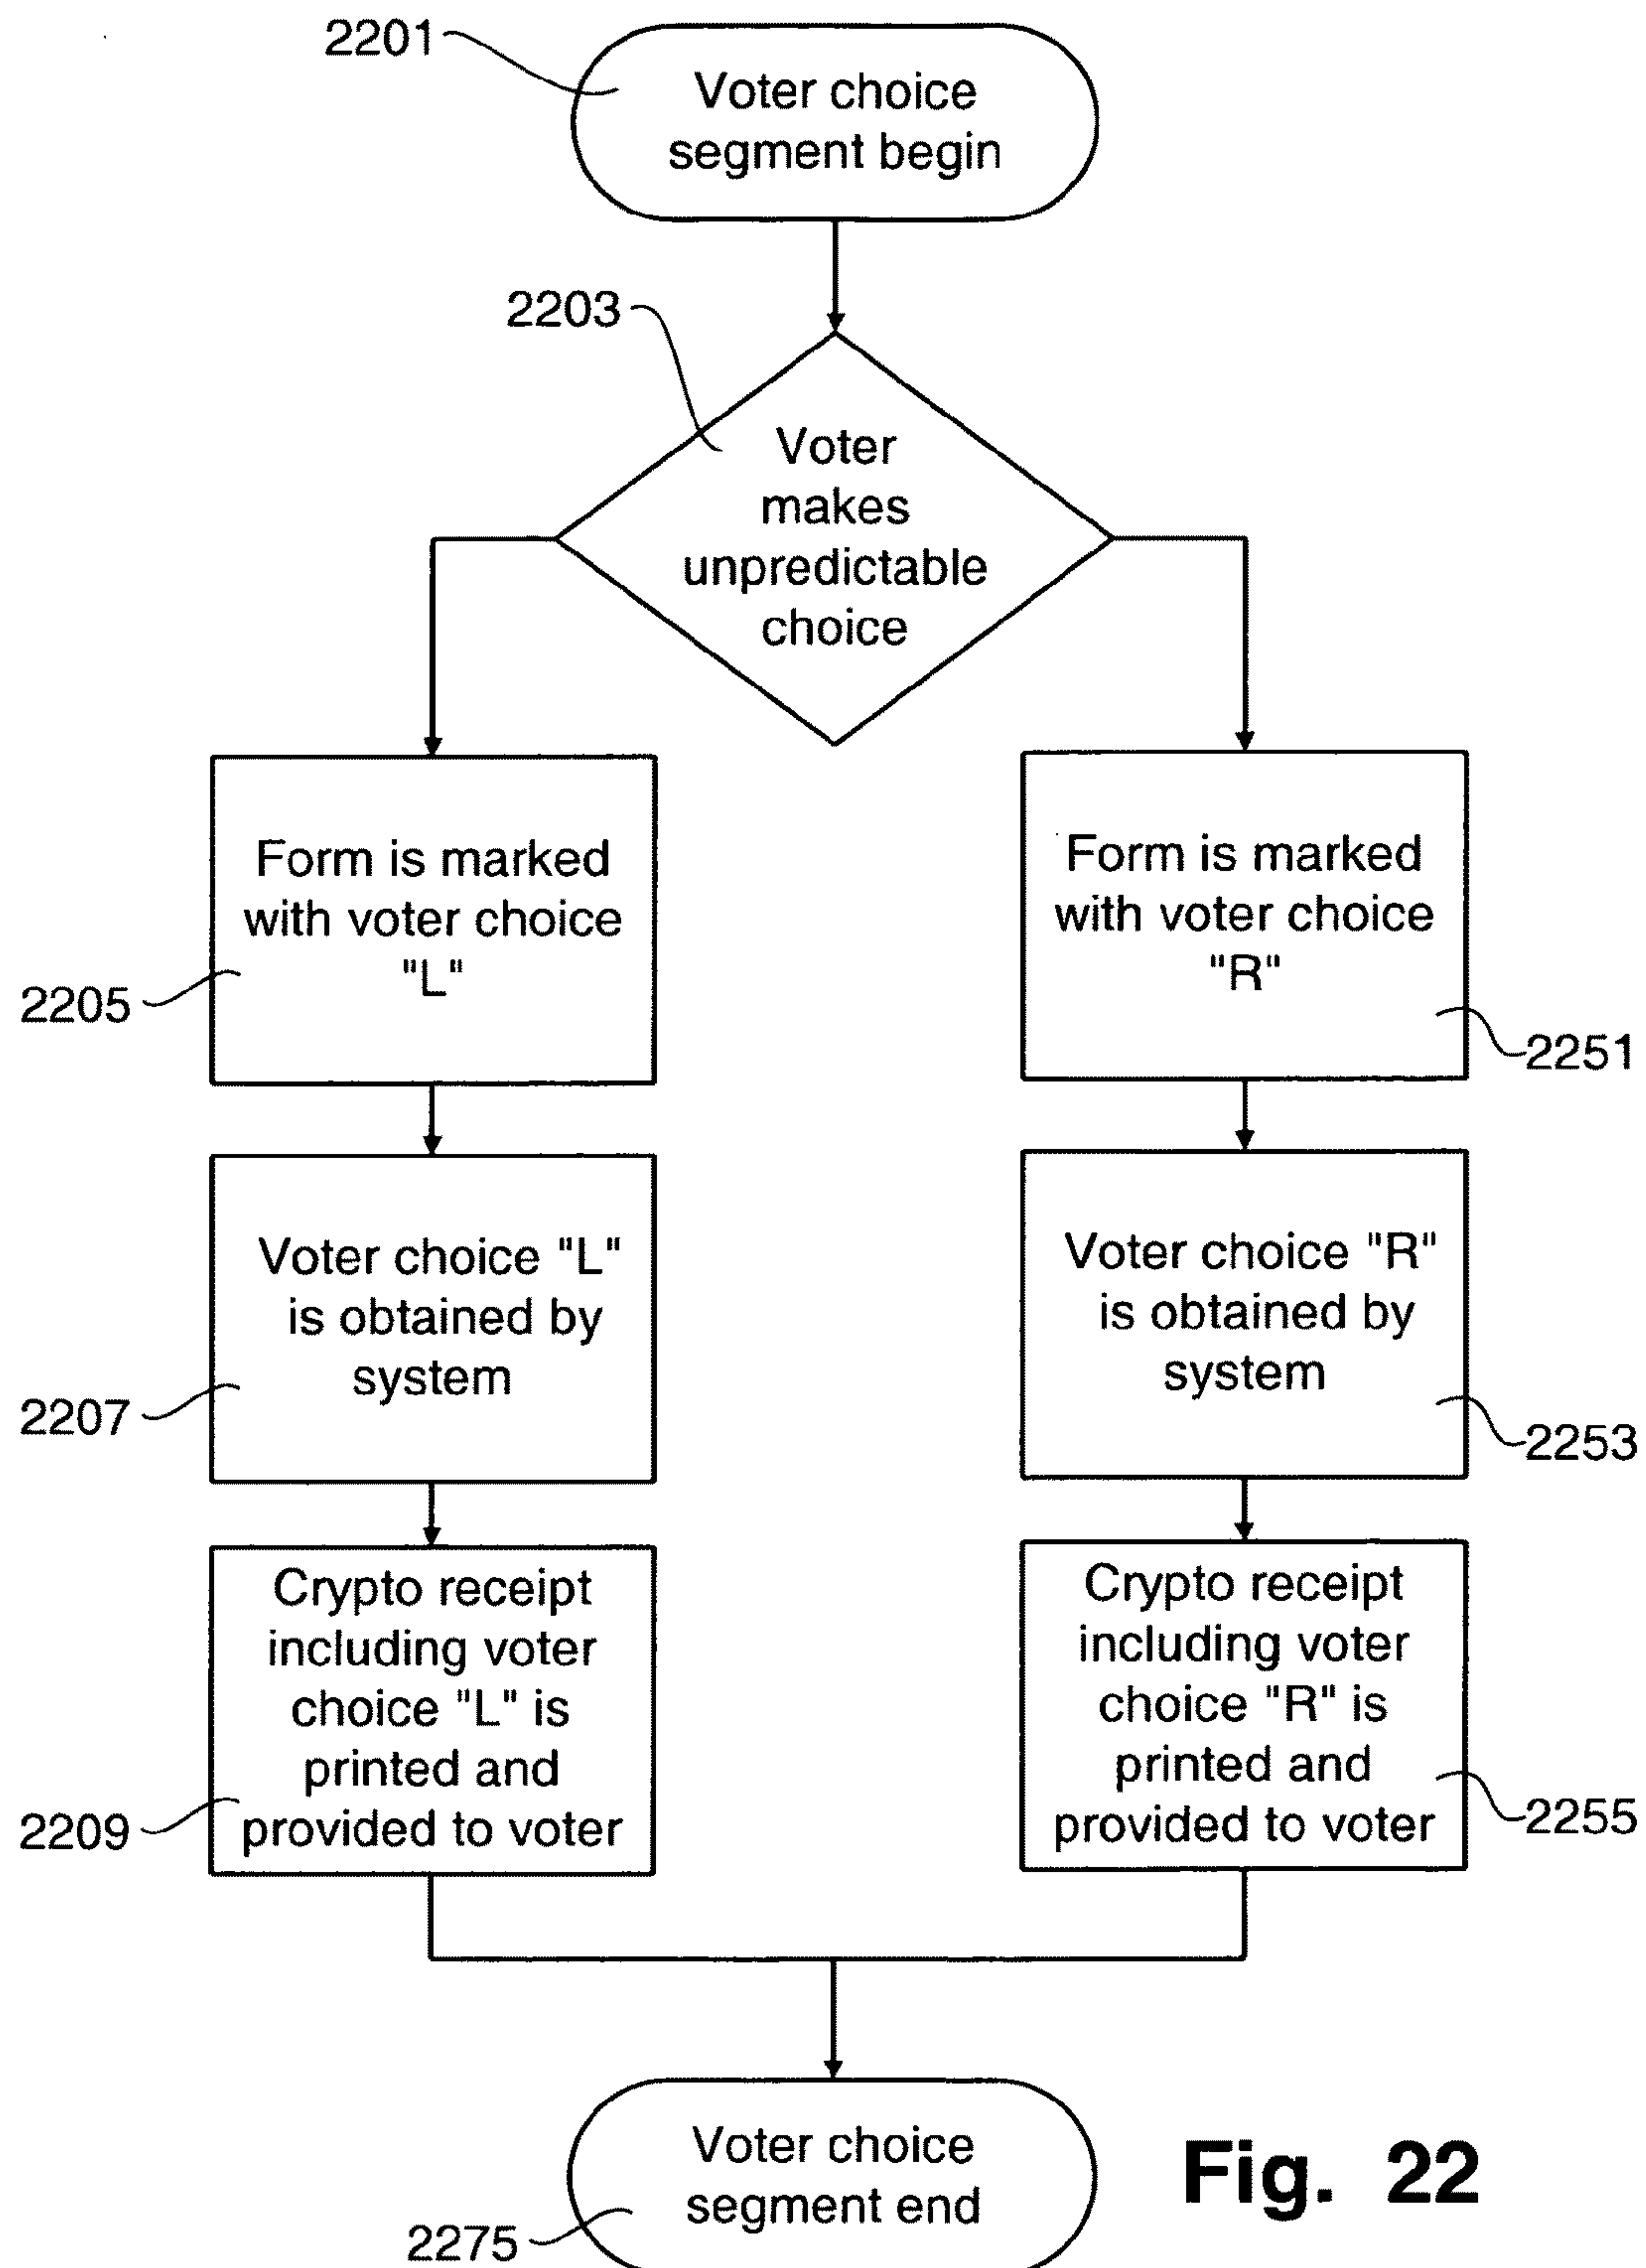 2201
Voter choice
segment begin
2203
Voter
makes
unpredictable
choice
Form is marked
with voter choice
"L"
2205
Form is marked
with voter choice
"R"
2251
Voter choice "L"
is obtained by
system
2207
Voter choice "R"
is obtained by
system
2253
Crypto receipt
including voter
choice "L" is
printed and
provided to voter
2209
Crypto receipt
including voter
choice "R" is
printed and
provided to voter
2255
Voter choice
segment end
2275
Fig. 22